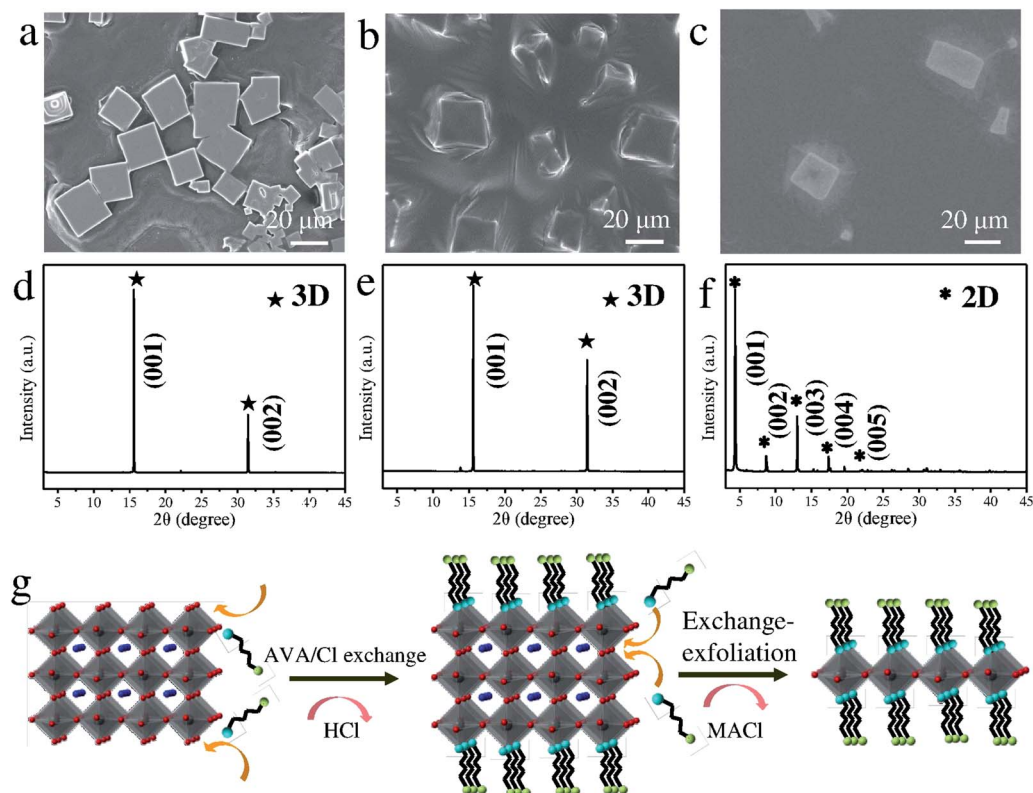 a
20 μm
b
20 μm
c
20 μm
d
★ 3D
(001)
(002)
Intensity (a.u.)
5 15 20 25 30 35 40 45
2θ (degree)
e
★ 3D
(001)
(002)
Intensity (a.u.)
5 10 15 20 25 30 35 40 45
2θ (degree)
f
* 2D
(001)
(002)
(003)
(004)
(005)
Intensity (a.u.)
5 10 15 20 25 30 35 40 45
2θ (degree)
g
AVA/Cl exchange
HCl
Exchange-
exfoliation
MACl